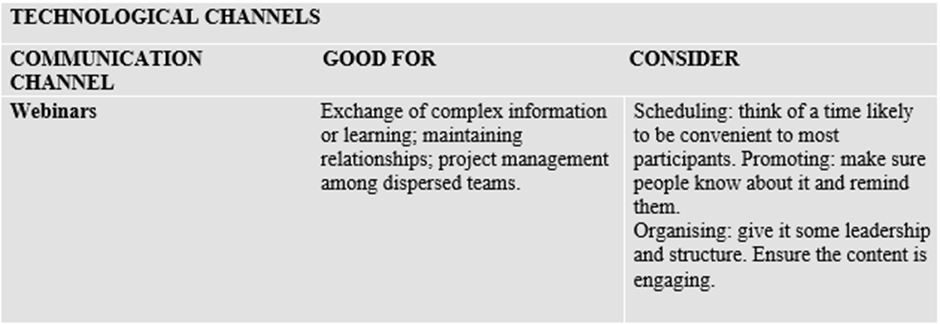 TECHNOLOGICAL CHANNELS
COMMUNICATION CHANNEL
GOOD FOR
CONSIDER
Webinars
Exchange of complex information
or learning; maintaining
relationships; project management
among dispersed teams.
Scheduling: think of a time likely
to be convenient to most
participants. Promoting: make sure
people know about it and remind
them.
Organising: give it some leadership
and structure. Ensure the content is
engaging.